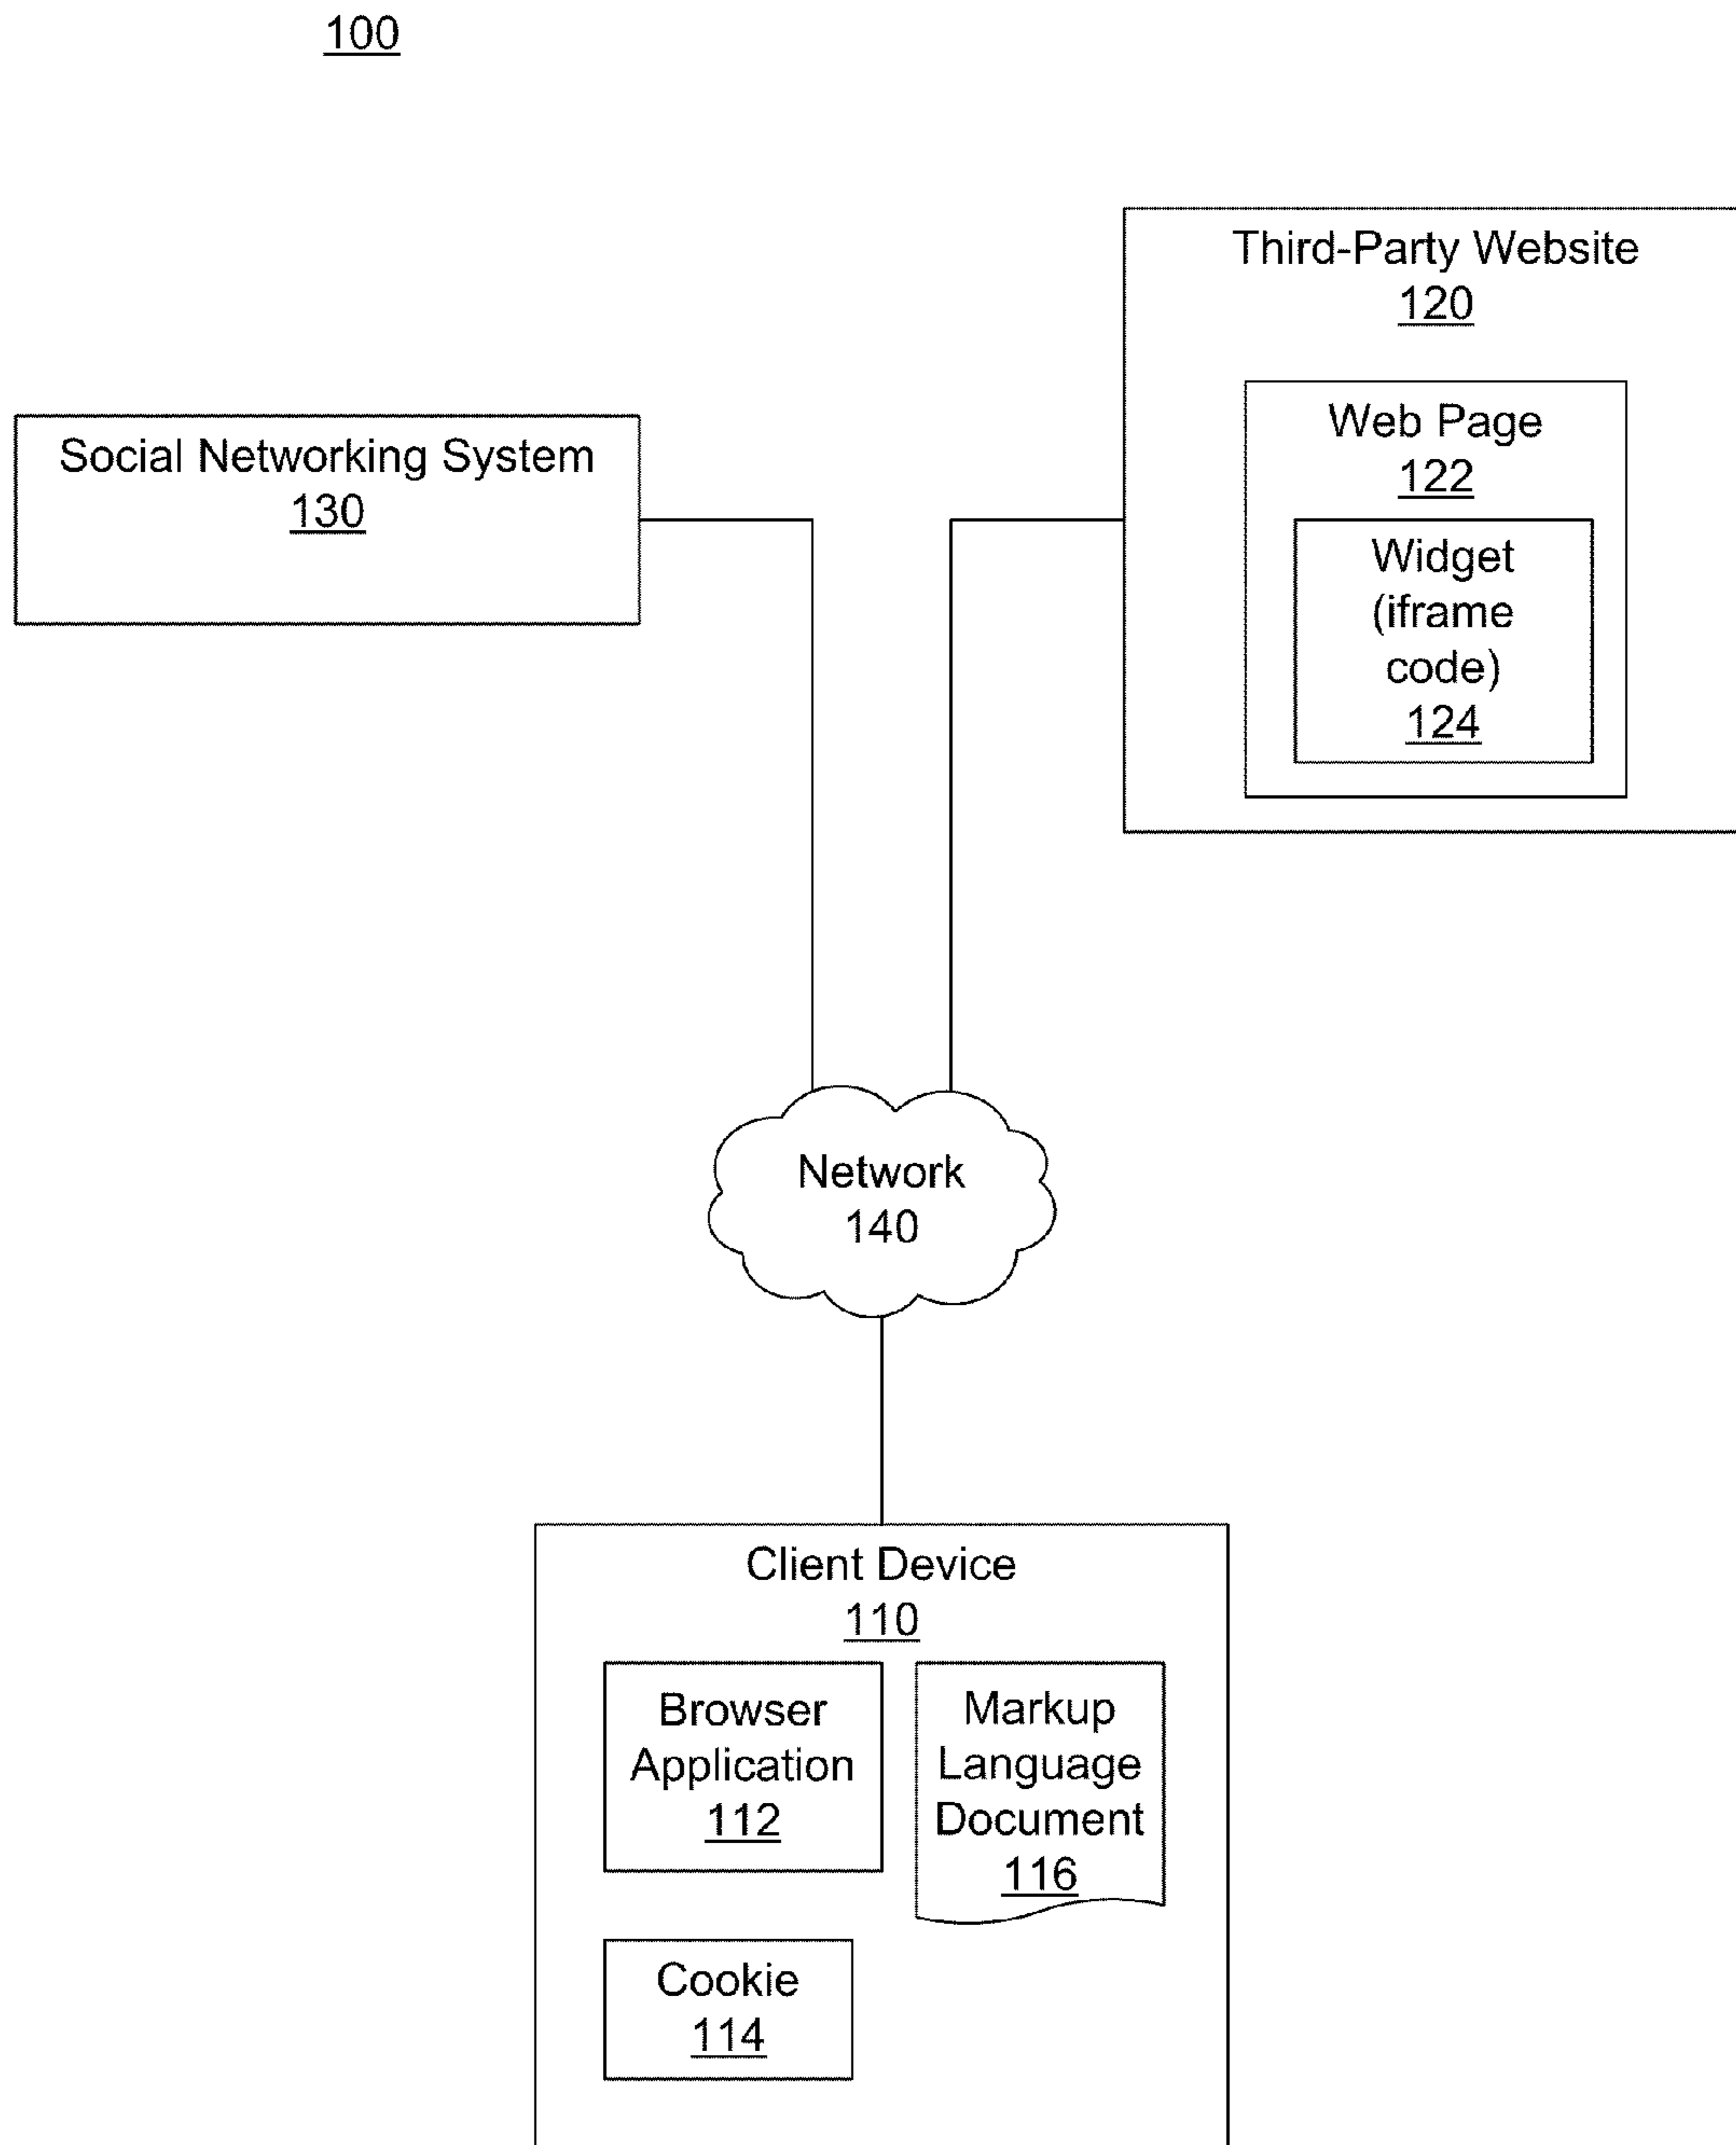 100
Third-Party Website
120
Web Page
122
Widget
(iframe
code)
124
Social Networking System
130
Network
140
Client Device
110
Browser
Application
112
Markup
Language
Document
116
Cookie
114